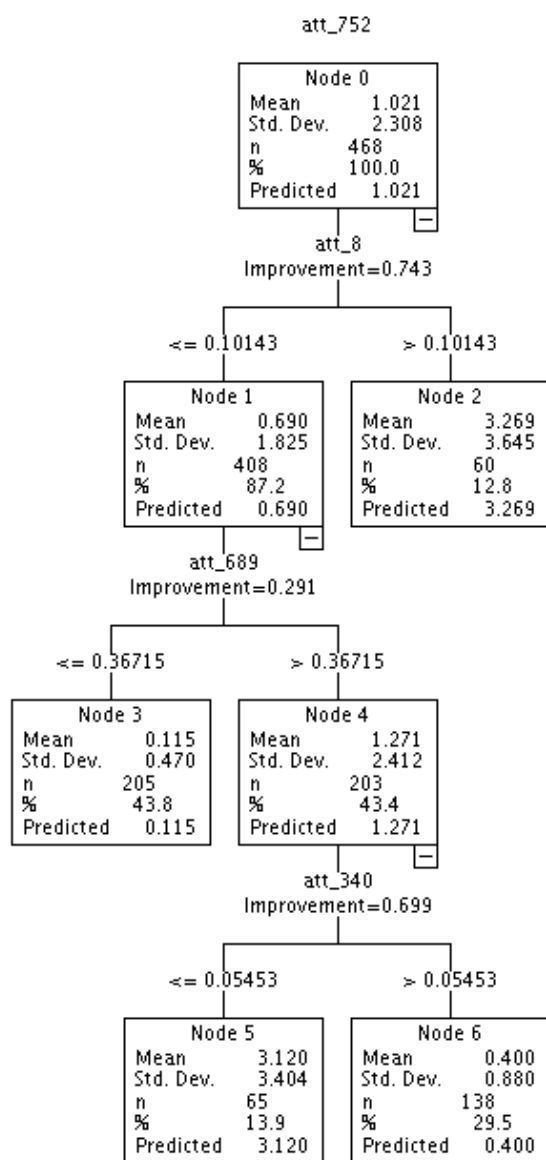 att_752
Node 0
Mean 1.021
Std. Dev. 2.308
n 468
% 100.0
Predicted 1.021
att_8
Improvement=0.743
<= 0.10143
> 0.10143
Node 1
Mean 0.690
Std. Dev. 1.825
n 408
% 87.2
Predicted 0.690
Node 2
Mean 3.269
Std. Dev. 3.645
n 60
% 12.8
Predicted 3.269
att_689
Improvement=0.291
<= 0.36715
> 0.36715
Node 3
Mean 0.115
Std. Dev. 0.470
n 205
% 43.8
Predicted 0.115
Node 4
Mean 1.271
Std. Dev. 2.412
n 203
% 43.4
Predicted 1.271
att_340
Improvement=0.699
<= 0.05453
> 0.05453
Node 5
Mean 3.120
Std. Dev. 3.404
n 65
% 13.9
Predicted 3.120
Node 6
Mean 0.400
Std. Dev. 0.880
n 138
% 29.5
Predicted 0.400